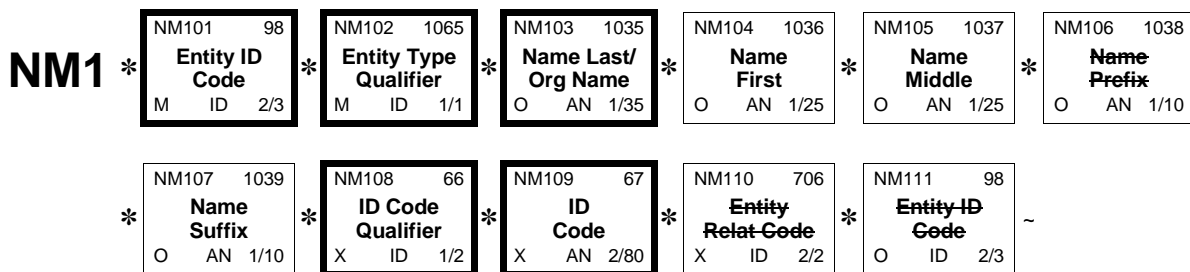 NM101 98 NM102 1065 NM103 1035 NM104 1036 NM105 1037 NM106 1038
NM1 * Entity ID * Entity Type * Name Last/ * Name * Name * Name
Code Qualifier Org Name First Middle Prefix
M ID 2/3 M ID 1/1 O AN 1/35 O AN 1/25 O AN 1/25 O AN 1/10
NM107 1039 NM108 66 NM109 67 NM110 706 NM111 98
* Name * ID Code * ID * Entity * Entity ID ~
Suffix Qualifier Code Relat Code Code
O AN 1/10 X ID 1/2 X AN 2/80 X ID 2/2 O ID 2/3